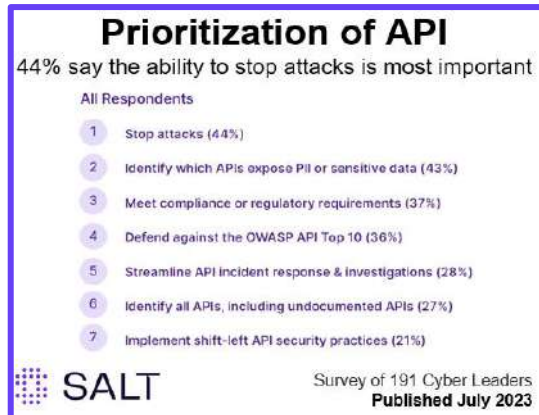 Prioritization of API
44% say the ability to stop attacks is most important
All Respondents
1 Stop attacks (44%)
2 Identify which APIs expose PII or sensitive data (43%)
3 Meet compliance or regulatory requirements (37%)
4 Defend against the OWASP API Top 10 (36%)
5 Streamline API incident response & investigations (28%)
6 Identify all APIs, including undocumented APIs (27%)
7 Implement shift-left API security practices (21%)
SALT
Survey of 191 Cyber Leaders
Published July 2023